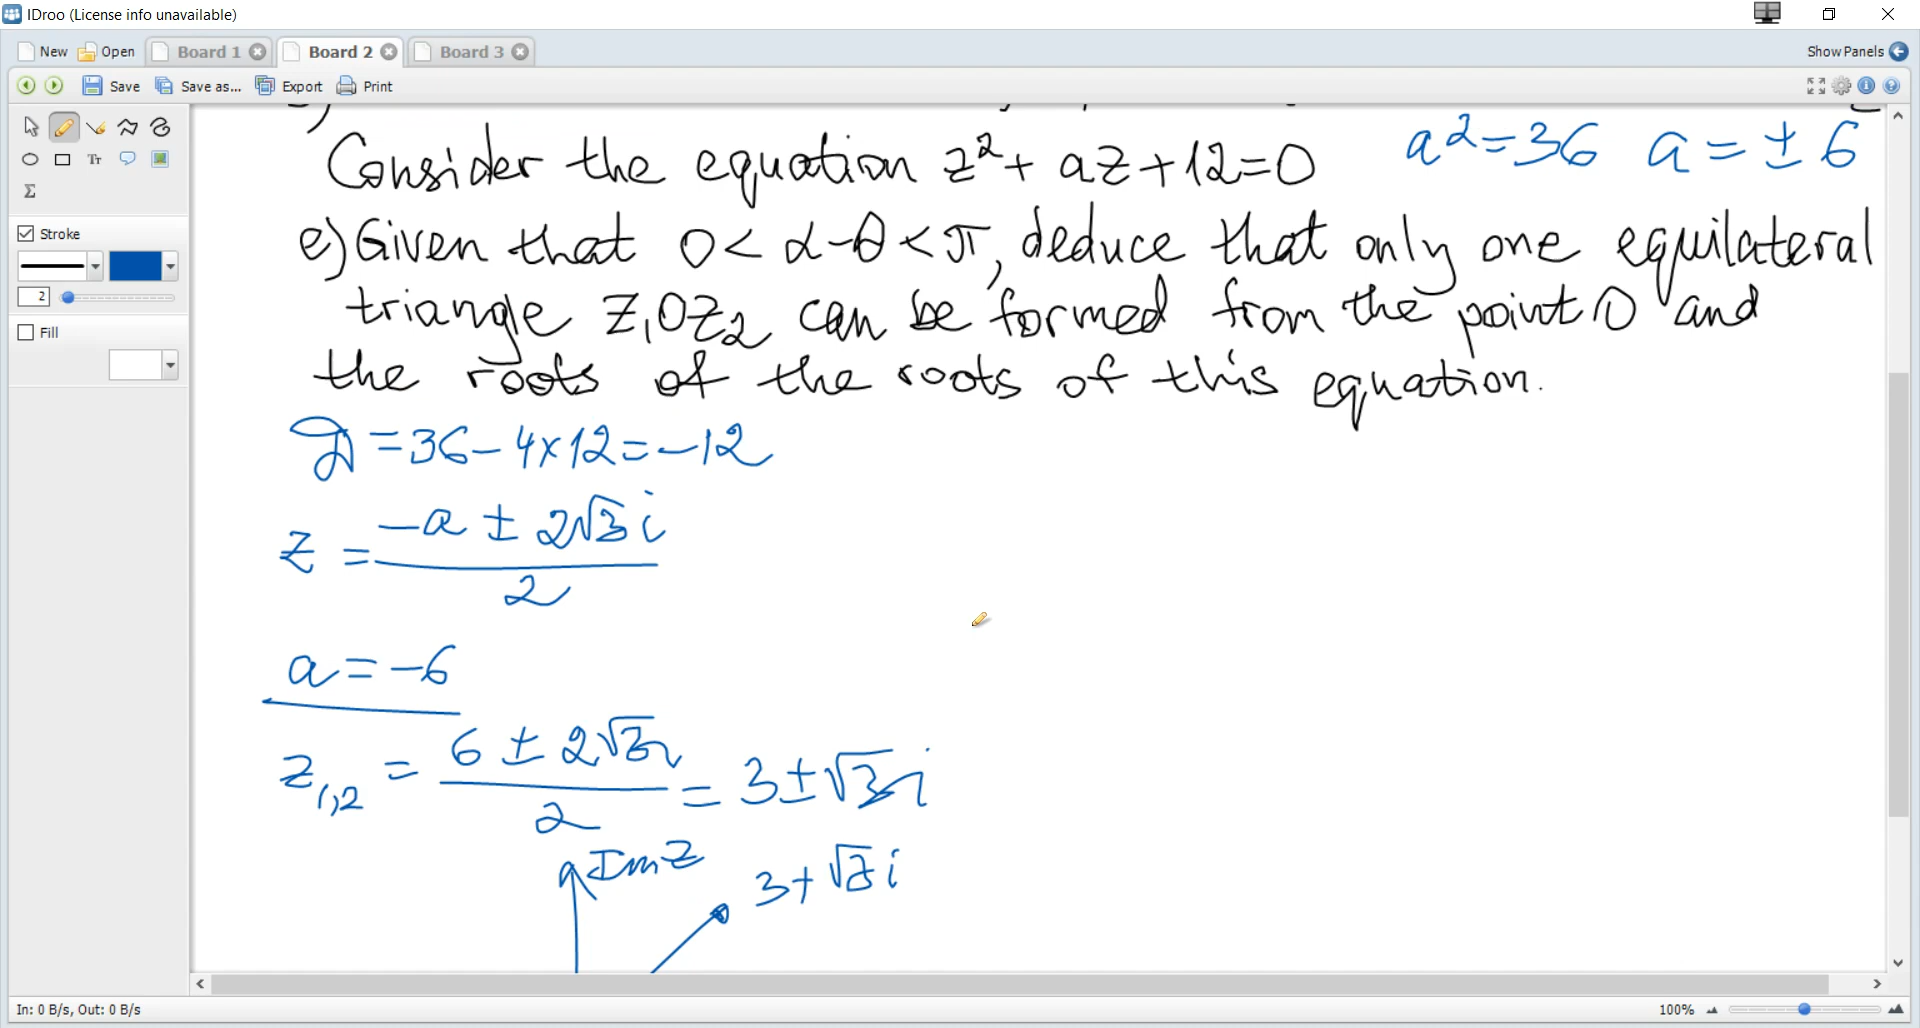 IDroo (License info unavailable)
New Open Board 1 Board 2 Board 3 Show Panels
Save Save as... Export Print
Consider the equation z²+ az+12=0 a²=36 a=±6
e) Given that 0<α-θ<π, deduce that only one equilateral
triangle Z₁OZ₂ can be formed from the point O and
the roots of the roots of this equation.
D=36-4×12=-12
z = (-a ± 2√3 i)/2
a=-6
z₁,₂ = (6 ± 2√3i)/2 = 3±√3i
Im z
3+√3i
Tт
Σ
Stroke
2
Fill
In: 0 B/s, Out: 0 B/s 100%